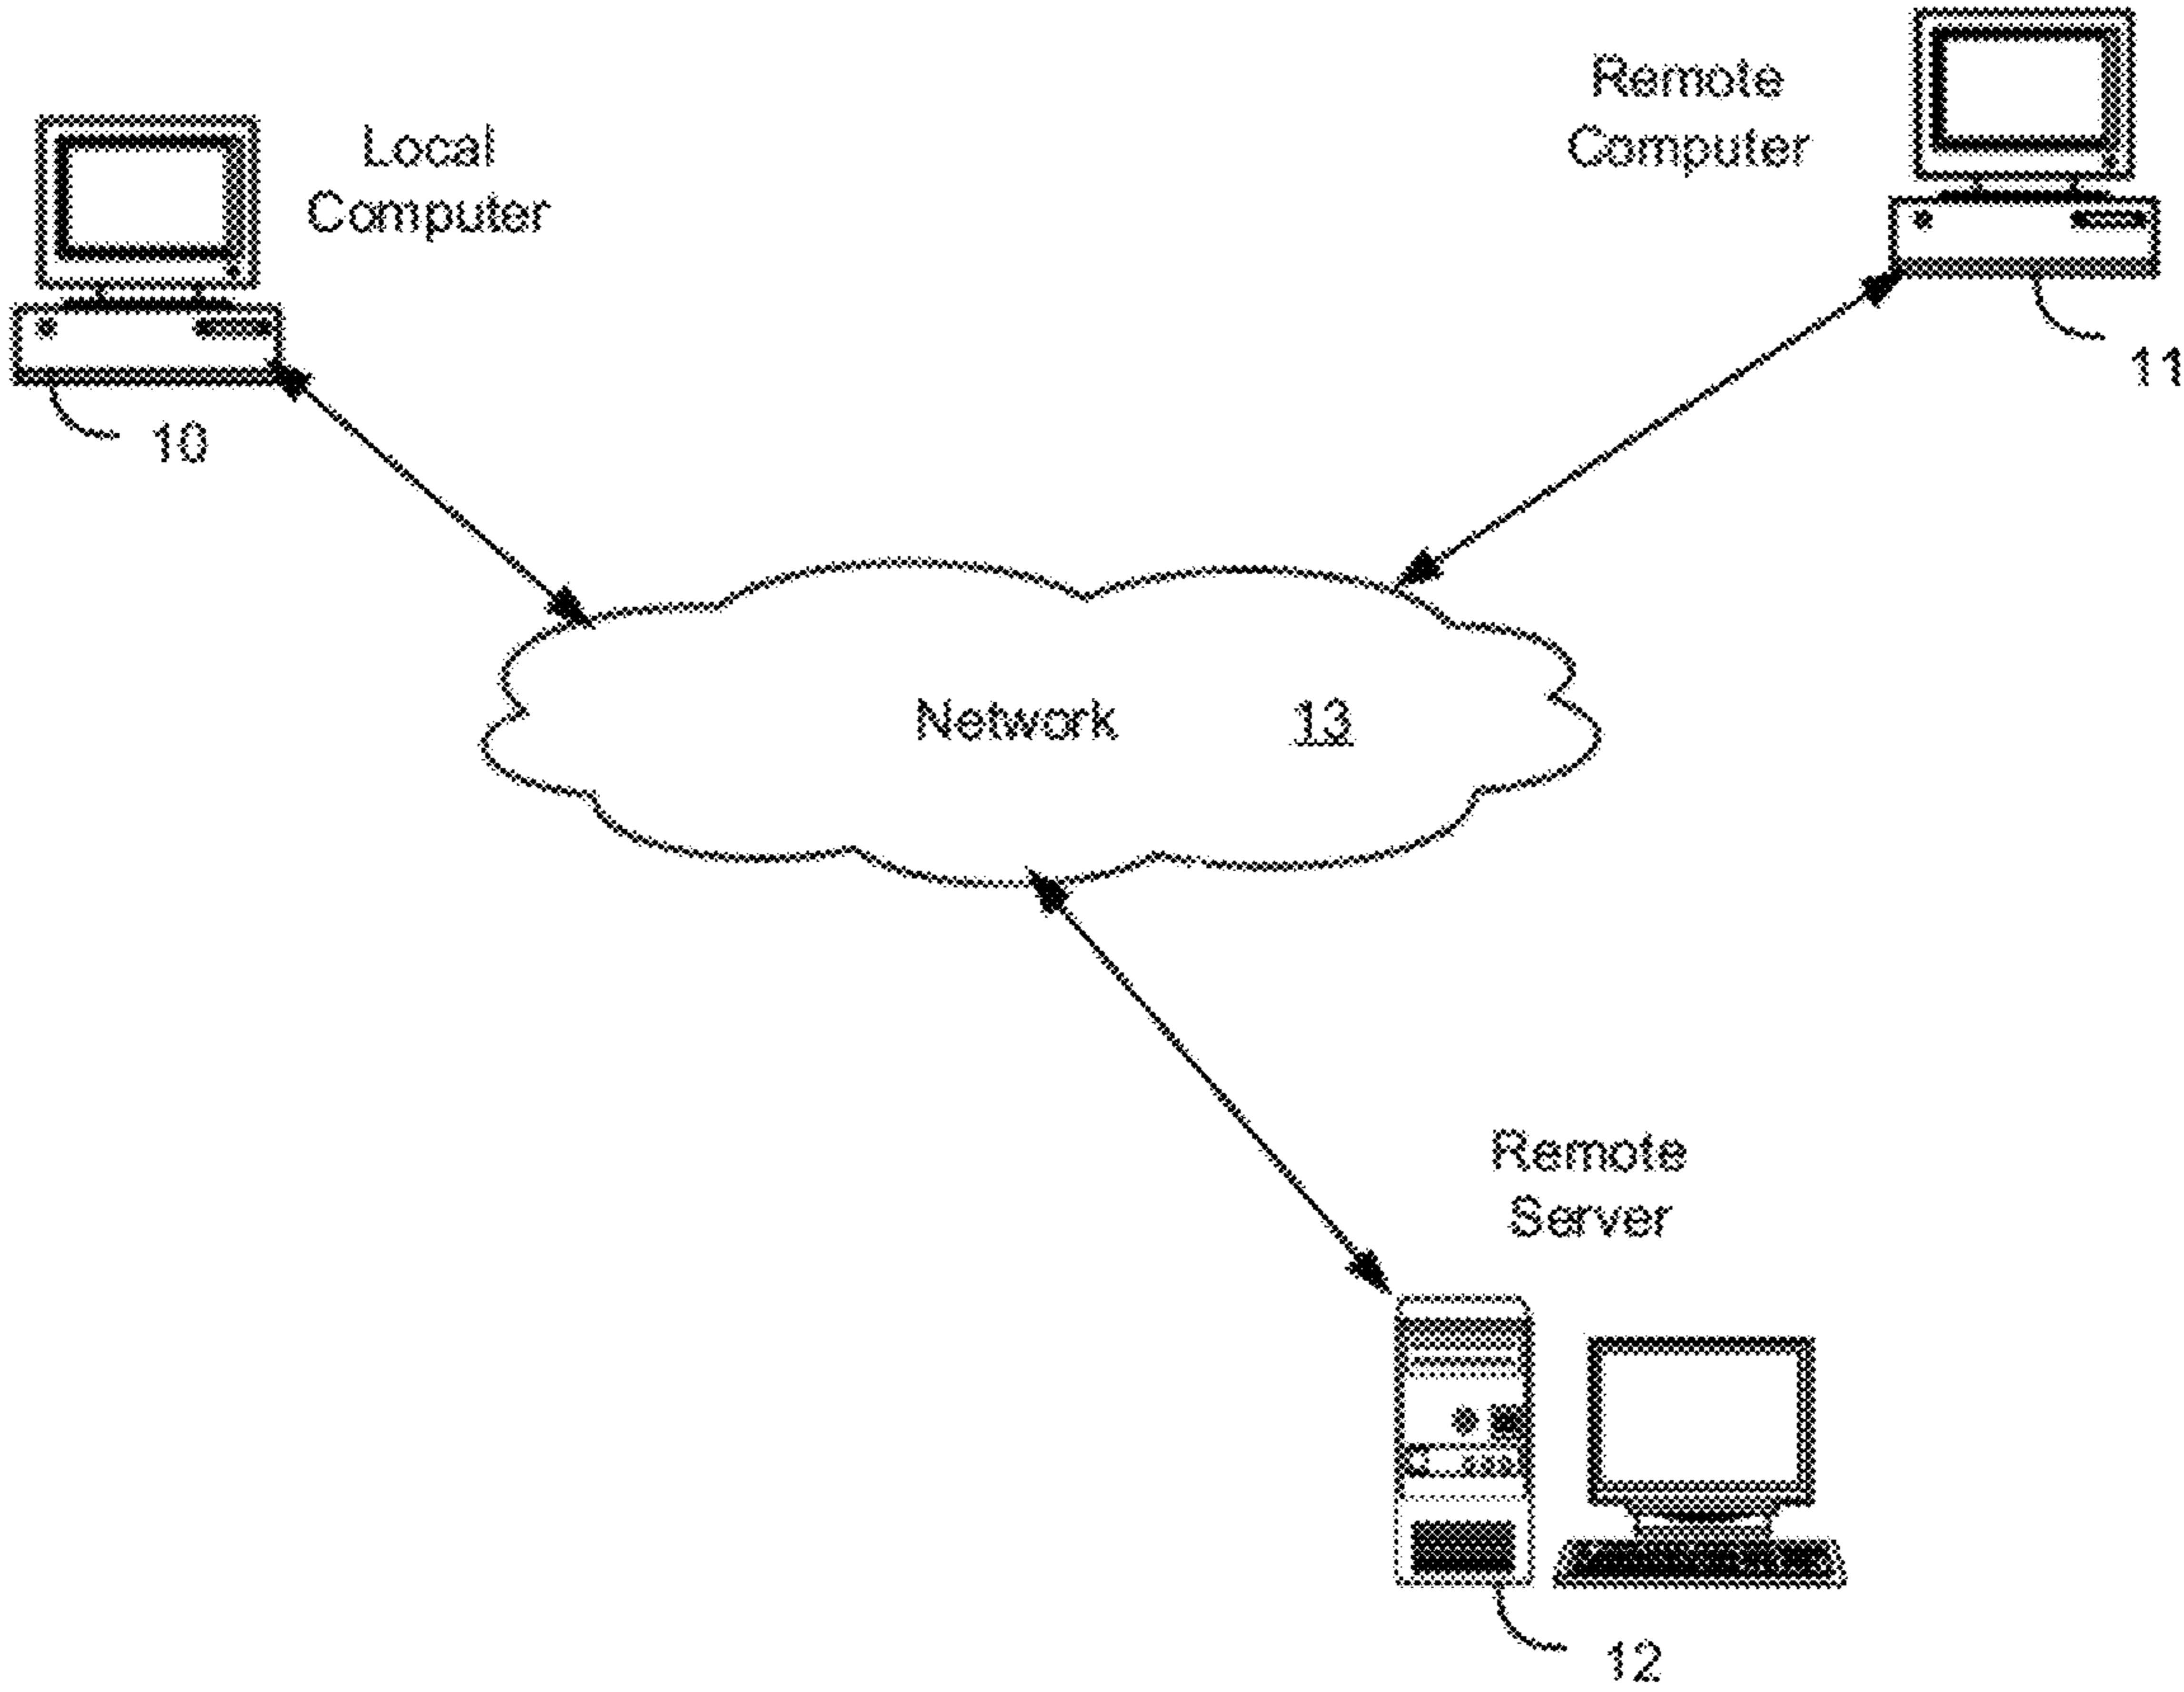 Local
Computer
10
Remote
Computer
11
Network 13
Remote
Server
12